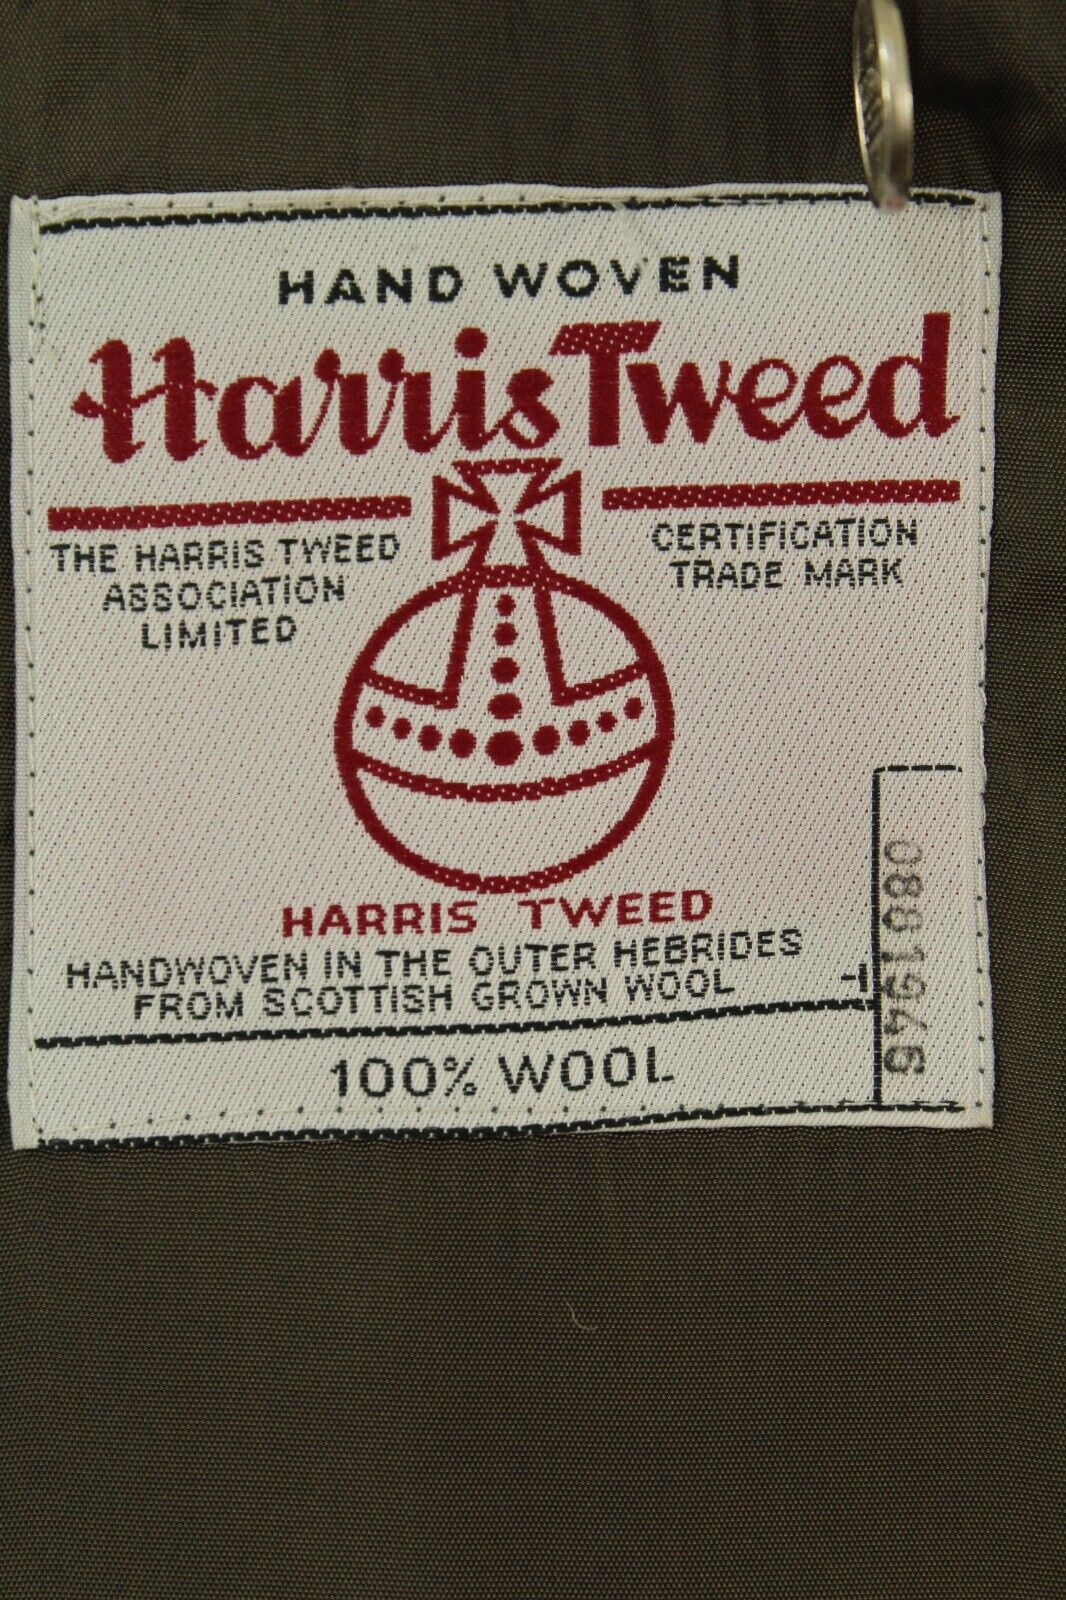 HAND WOVEN
Harris Tweed
THE HARRIS TWEED
ASSOCIATION
LIMITED
CERTIFICATION
TRADE MARK
HARRIS TWEED
HANDWOVEN IN THE OUTER HEBRIDES
FROM SCOTTISH GROWN WOOL
100% WOOL
0861946